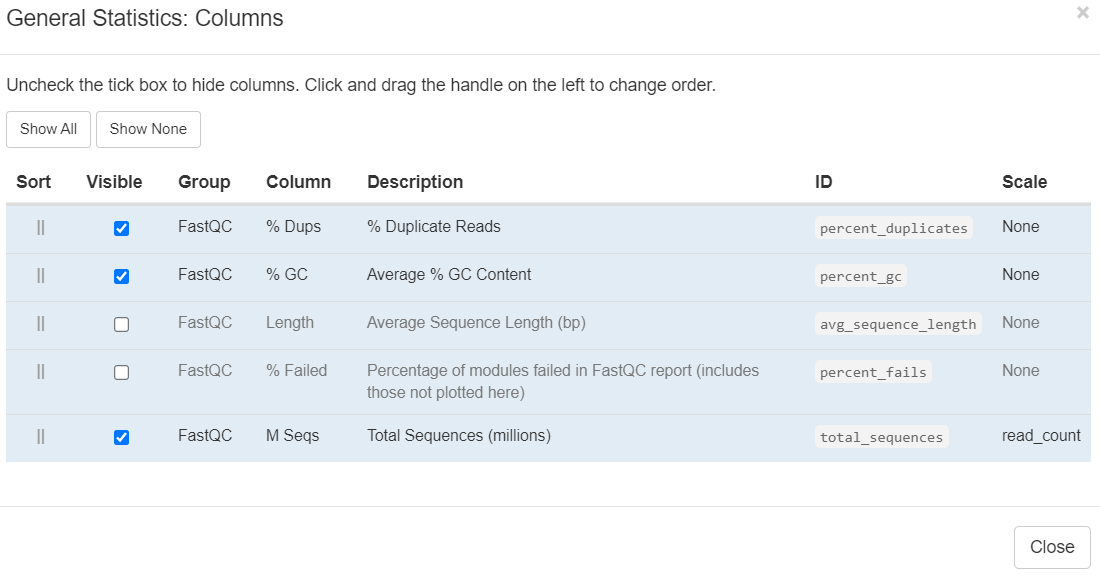 General Statistics: Columns
×
Uncheck the tick box to hide columns. Click and drag the handle on the left to change order.
Show All Show None
Sort Visible Group Column Description ID Scale
|| FastQC % Dups % Duplicate Reads percent_duplicates None
|| FastQC % GC Average % GC Content percent_gc None
|| FastQC Length Average Sequence Length (bp) avg_sequence_length None
|| FastQC % Failed Percentage of modules failed in FastQC report (includes percent_fails None
those not plotted here)
|| FastQC M Seqs Total Sequences (millions) total_sequences read_count
Close